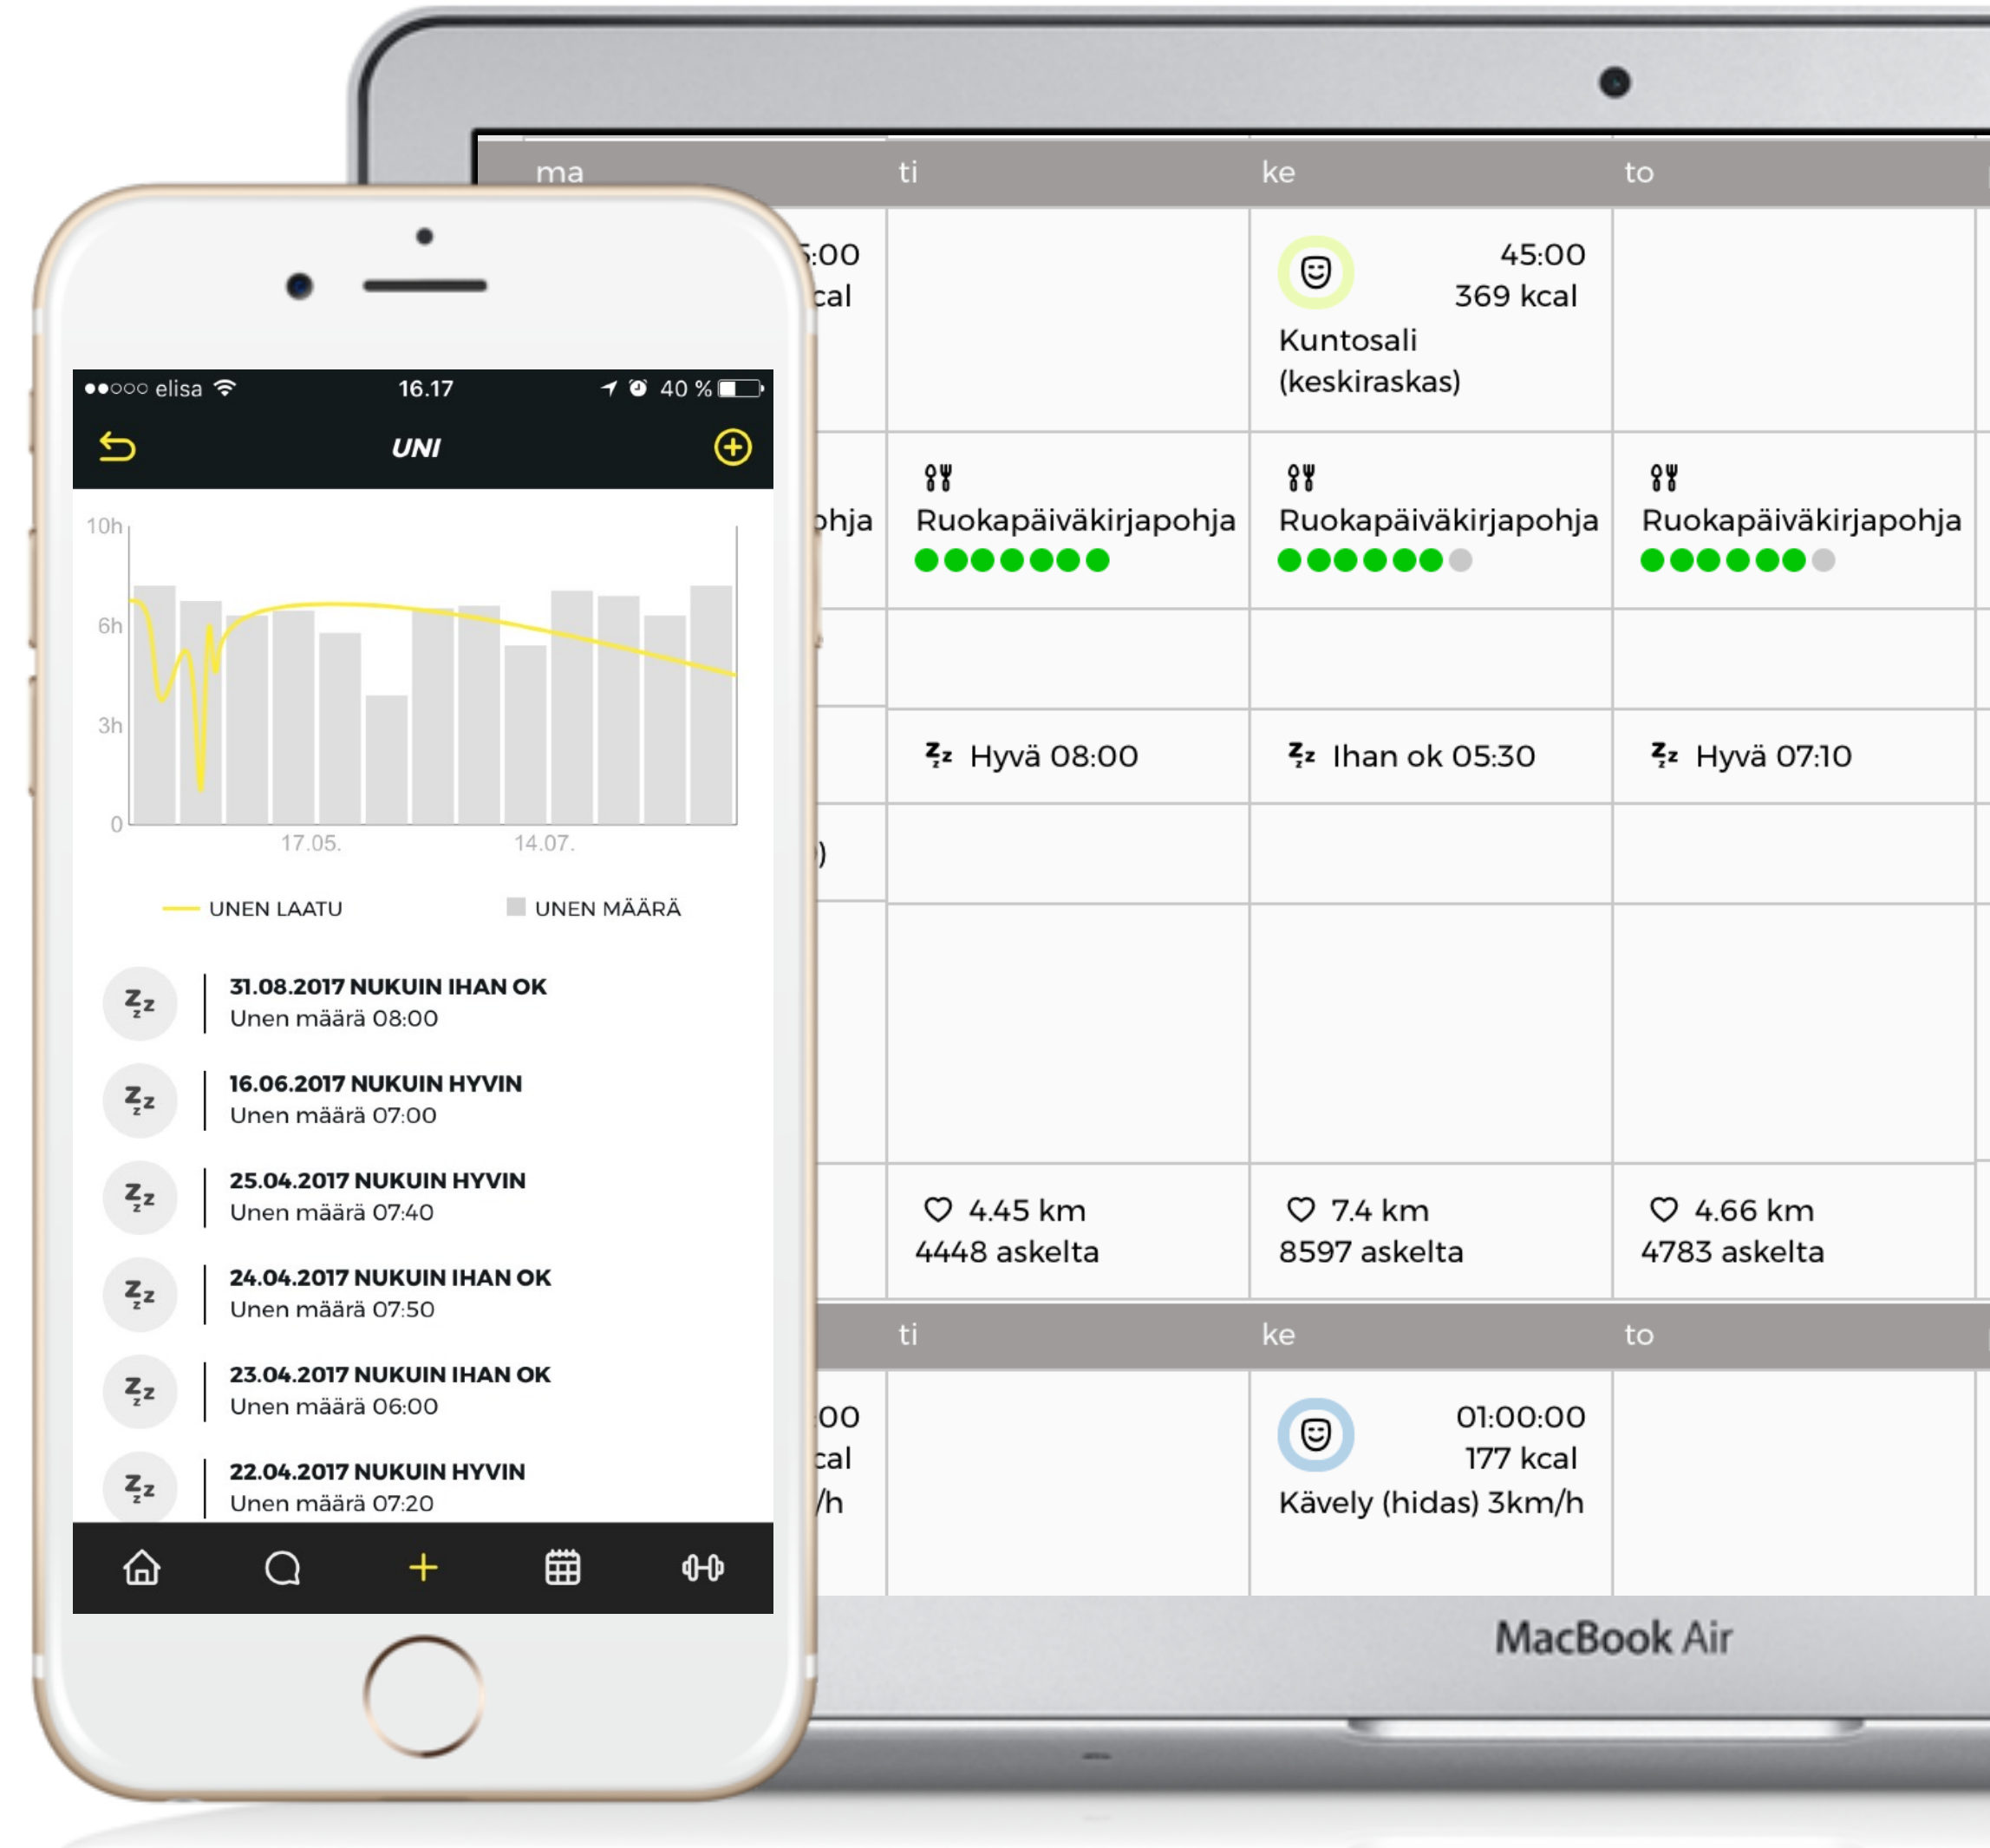 elisa 16.17 40 %
UNI
10h
6h
3h
0
17.05. 14.07.
UNEN LAATU UNEN MÄÄRÄ
31.08.2017 NUKUIN IHAN OK
Unen määrä 08:00
16.06.2017 NUKUIN HYVIN
Unen määrä 07:00
25.04.2017 NUKUIN HYVIN
Unen määrä 07:40
24.04.2017 NUKUIN IHAN OK
Unen määrä 07:50
23.04.2017 NUKUIN IHAN OK
Unen määrä 06:00
22.04.2017 NUKUIN HYVIN
Unen määrä 07:20
ma ti ke to
45:00
369 kcal
Kuntosali
(keskiraskas)
Ruokapäiväkirjapohja Ruokapäiväkirjapohja Ruokapäiväkirjapohja
Hyvä 08:00 Ihan ok 05:30 Hyvä 07:10
4.45 km 7.4 km 4.66 km
4448 askelta 8597 askelta 4783 askelta
ti ke to
01:00:00
177 kcal
Kävely (hidas) 3km/h
MacBook Air